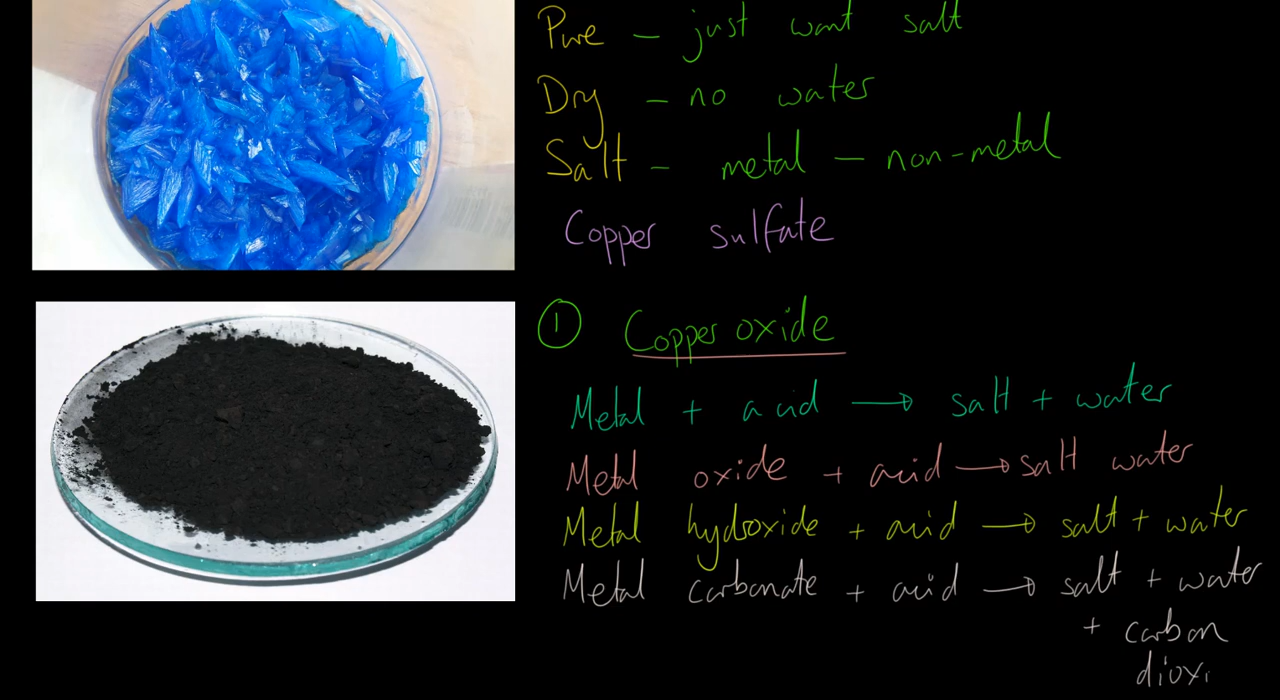 Pure - just want salt
Dry - no water
Salt - metal - non-metal
Copper sulfate
① Copper oxide
Metal + acid → salt + water
Metal oxide + acid → salt water
Metal hydroxide + acid → salt + water
Metal carbonate + acid → salt + water
+ carbon
dioxi